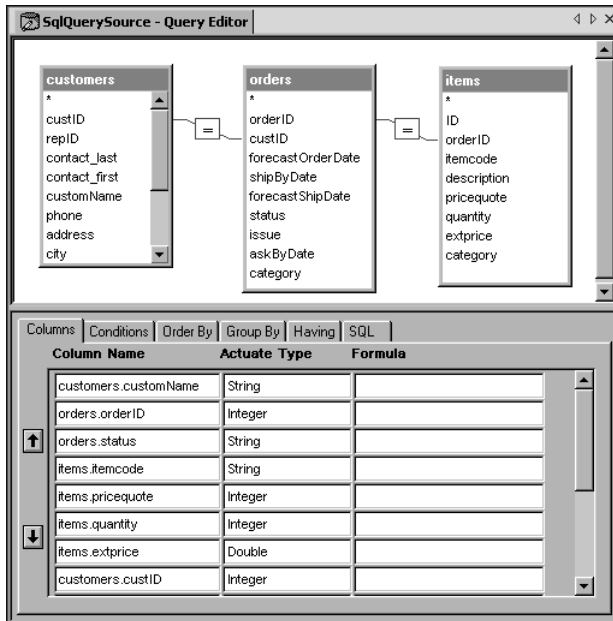 SqlQuerySource - Query Editor
customers
*
custID
repID
contact_last
contact_first
customName
phone
address
city
=
orders
*
orderID
custID
forecastOrderDate
shipByDate
forecastShipDate
status
issue
askByDate
category
=
items
*
ID
orderID
itemcode
description
pricequote
quantity
extprice
category
Columns Conditions Order By Group By Having SQL
Column Name Actuate Type Formula
customers.customName String
orders.orderID Integer
orders.status String
items.itemcode String
items.pricequote Integer
items.quantity Integer
items.extprice Double
customers.custID Integer